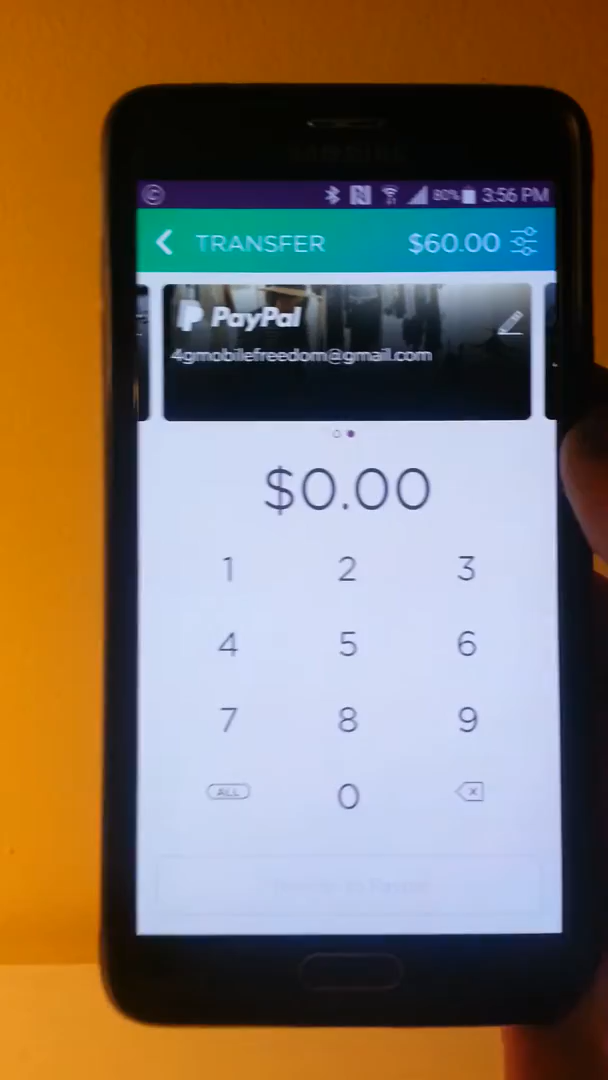 80% 3:56 PM
TRANSFER $60.00
PayPal
4gmobilefreedom@gmail.com
$0.00
1 2 3
4 5 6
7 8 9
ALL 0